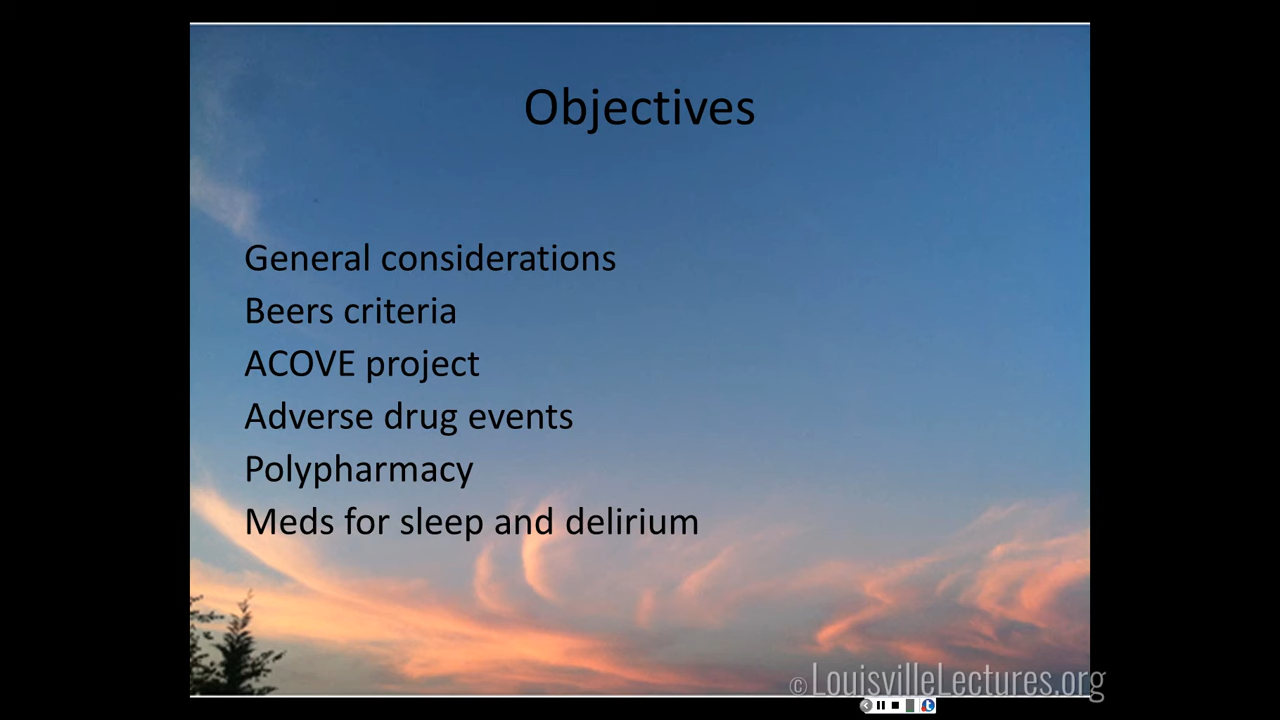 Objectives
General considerations
Beers criteria
ACOVE project
Adverse drug events
Polypharmacy
Meds for sleep and delirium
© LouisvilleLectures.org